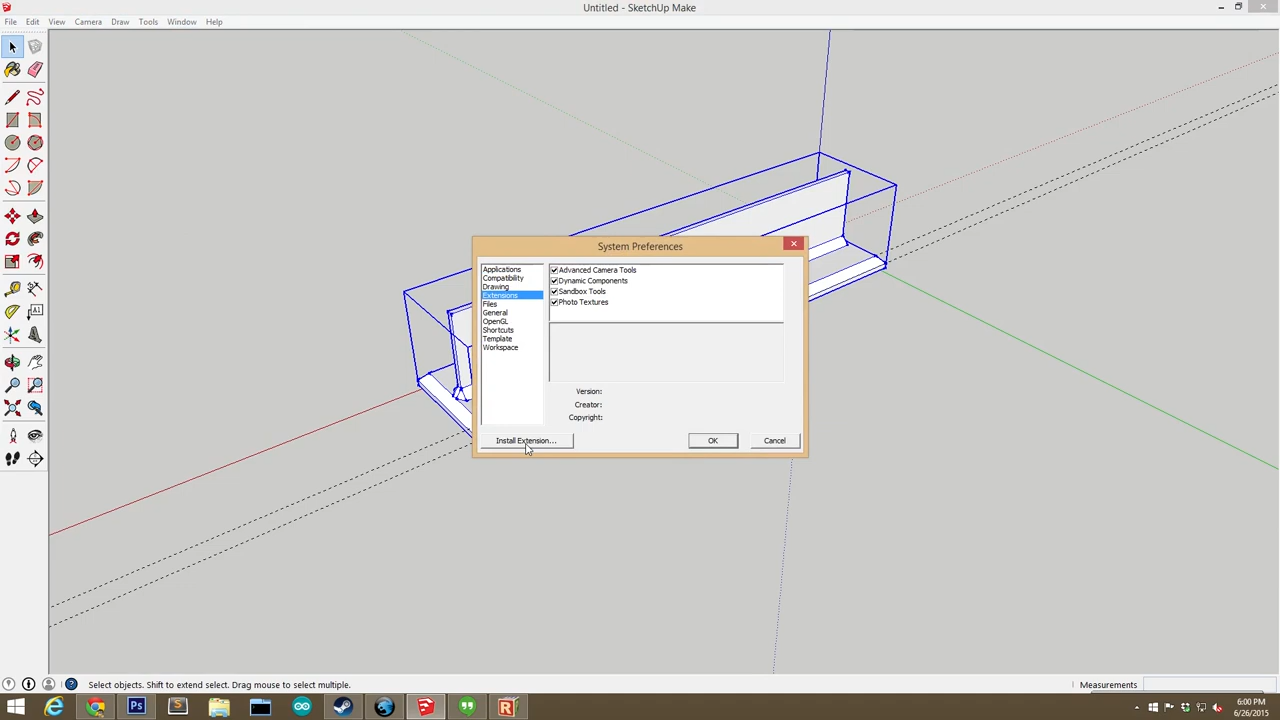 Untitled - SketchUp Make
File Edit View Camera Draw Tools Window Help
System Preferences
Applications
Compatibility
Drawing
Extensions
Files
General
OpenGL
Shortcuts
Template
Workspace
Advanced Camera Tools
Dynamic Components
Sandbox Tools
Photo Textures
Version:
Creator:
Copyright:
Install Extension... OK Cancel
Select objects. Shift to extend select. Drag mouse to select multiple. Measurements
6:00 PM
6/26/2015